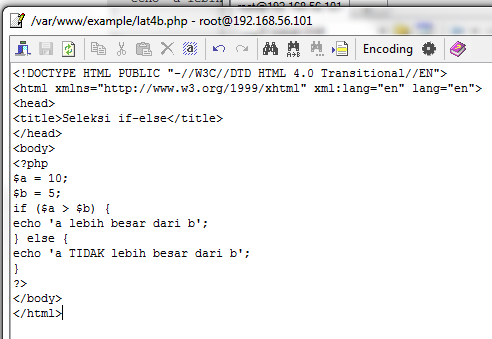 /var/www/example/lat4b.php - root@192.168.56.101
Encoding
<!DOCTYPE HTML PUBLIC "-//W3C//DTD HTML 4.0 Transitional//EN">
<html xmlns="http://www.w3.org/1999/xhtml" xml:lang="en" lang="en">
<head>
<title>Seleksi if-else</title>
</head>
<body>
<?php
$a = 10;
$b = 5;
if ($a > $b) {
echo 'a lebih besar dari b';
} else {
echo 'a TIDAK lebih besar dari b';
}
?>
</body>
</html>